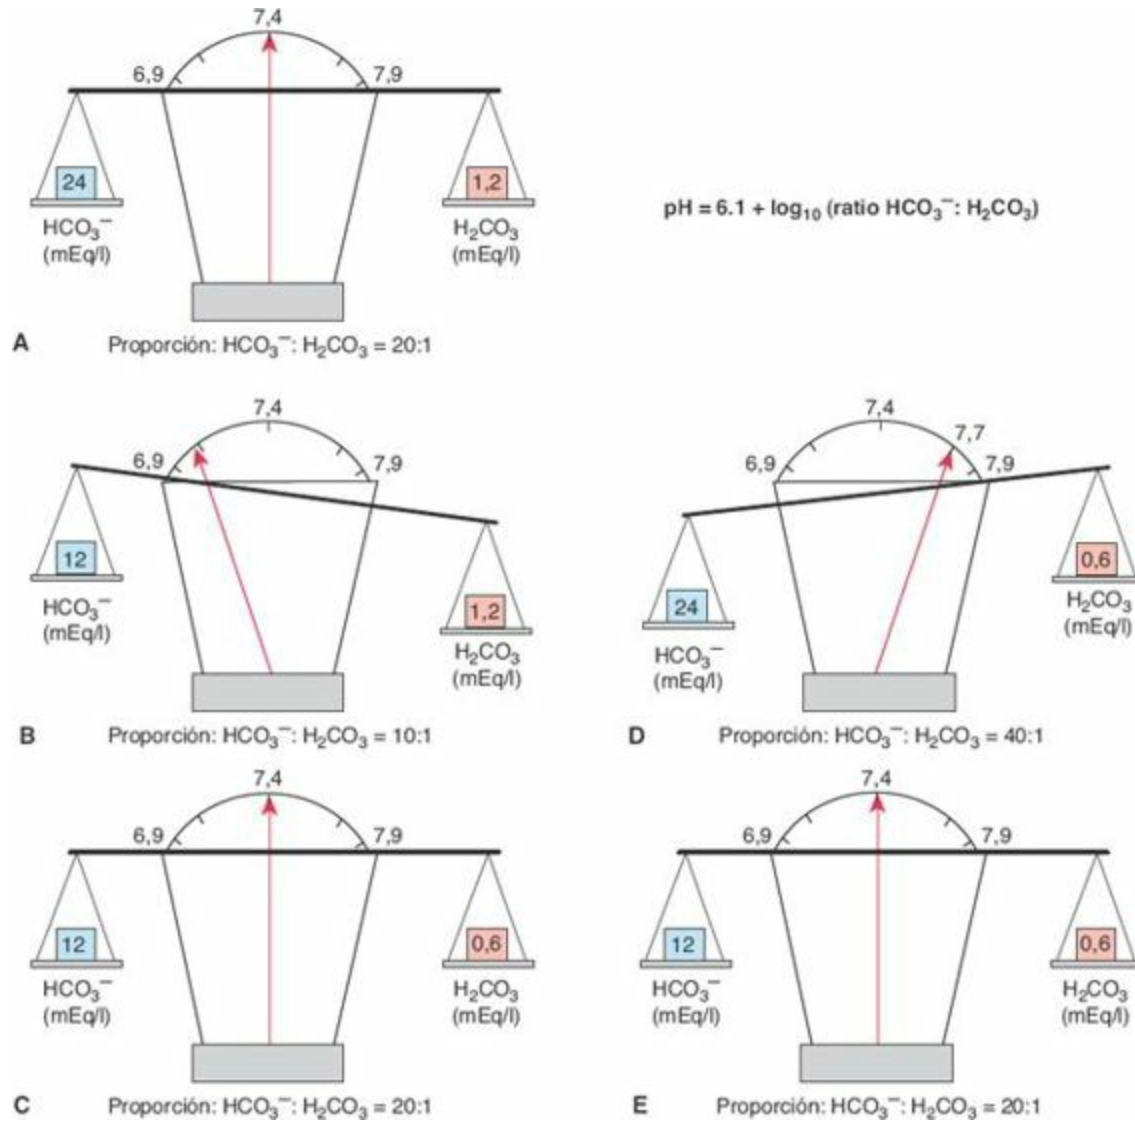 7,4
6,9
7,9
24
1,2
HCO₃⁻
(mEq/l)
H₂CO₃
(mEq/l)
A
Proporción: HCO₃⁻: H₂CO₃ = 20:1
pH = 6.1 + log₁₀ (ratio HCO₃⁻: H₂CO₃)
7,4
6,9
7,9
12
1,2
HCO₃⁻
(mEq/l)
H₂CO₃
(mEq/l)
B
Proporción: HCO₃⁻: H₂CO₃ = 10:1
7,4
7,7
6,9
7,9
24
0,6
HCO₃⁻
(mEq/l)
H₂CO₃
(mEq/l)
D
Proporción: HCO₃⁻: H₂CO₃ = 40:1
7,4
6,9
7,9
12
0,6
HCO₃⁻
(mEq/l)
H₂CO₃
(mEq/l)
C
Proporción: HCO₃⁻: H₂CO₃ = 20:1
7,4
6,9
7,9
12
0,6
HCO₃⁻
(mEq/l)
H₂CO₃
(mEq/l)
E
Proporción: HCO₃⁻: H₂CO₃ = 20:1